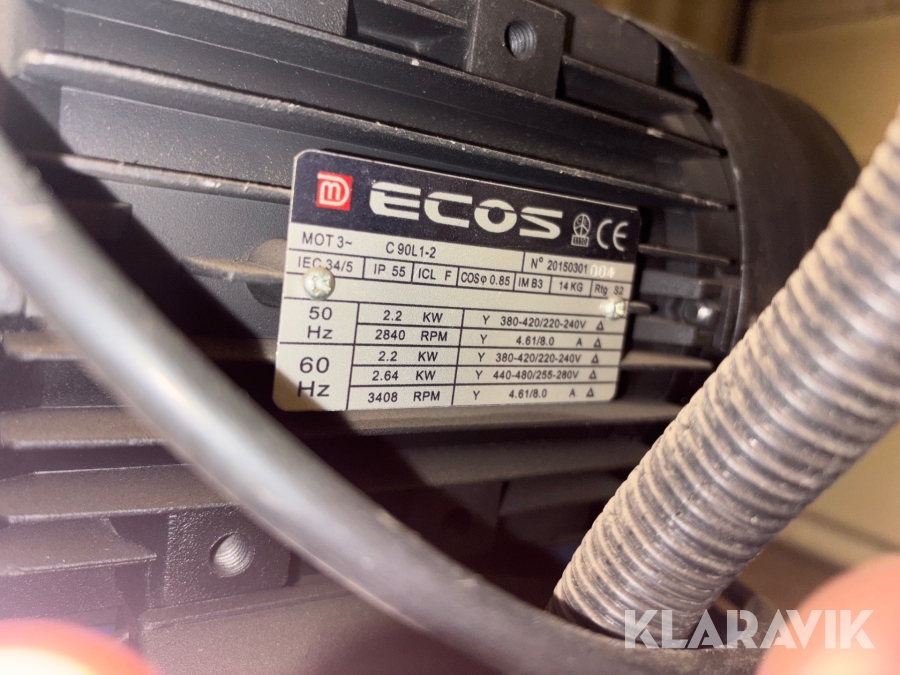 ECOS CE
MOT 3~ C 90L1-2 N° 20150301 004
IEC 34/5 IP 55 ICL F COSφ 0.85 IM B3 14 KG Rtg S2
50 Hz
2.2 KW Y 380-420/220-240V Δ
2840 RPM Y 4.61/8.0 A Δ
60 Hz
2.2 KW Y 380-420/220-240V Δ
2.64 KW Y 440-480/255-280V Δ
3408 RPM Y 4.61/8.0 A Δ
KLARAVIK